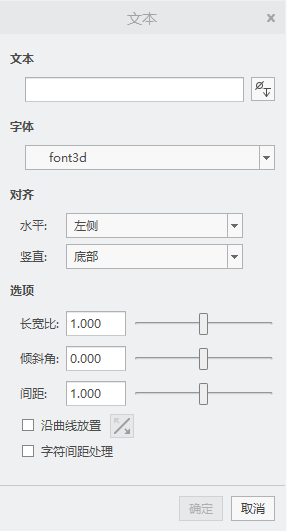 文本
文本
字体
font3d
对齐
水平: 左侧
竖直: 底部
选项
长宽比: 1.000
倾斜角: 0.000
间距: 1.000
沿曲线放置
字符间距处理
确定 取消